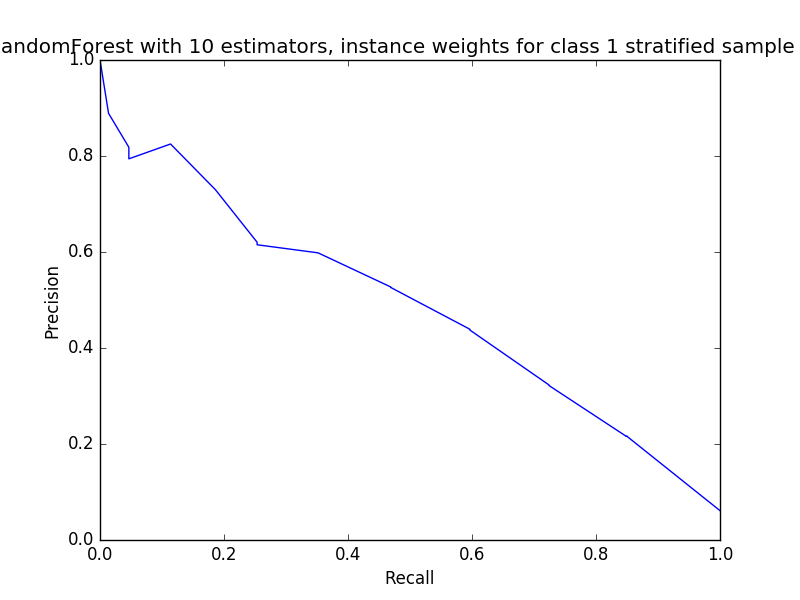 andomForest with 10 estimators, instance weights for class 1 stratified sample
1.0
0.8
0.6
0.4
0.2
0.0
Precision
0.0 0.2 0.4 0.6 0.8 1.0
Recall